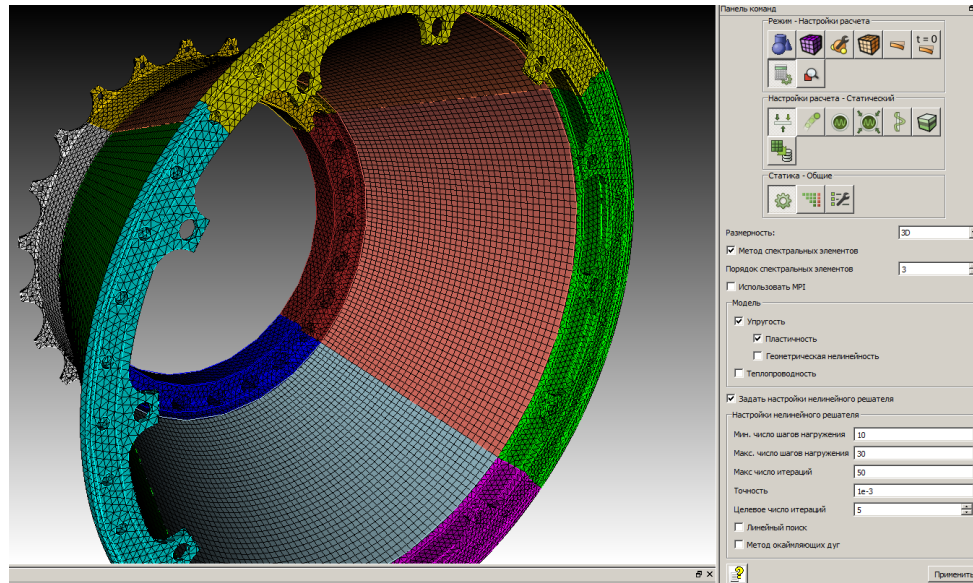 Панель команд
Режим - Настройки расчета
t = 0
Настройки расчета - Статический
Статика - Общие
Размерность: 3D
Метод спектральных элементов
Порядок спектральных элементов 3
Использовать MPI
Модель
Упругость
Пластичность
Геометрическая нелинейность
Теплопроводность
Задать настройки нелинейного решателя
Настройки нелинейного решателя
Мин. число шагов нагружения 10
Макс. число шагов нагружения 30
Макс число итераций 50
Точность 1e-3
Целевое число итераций 5
Линейный поиск
Метод окаймляющих дуг
Применить